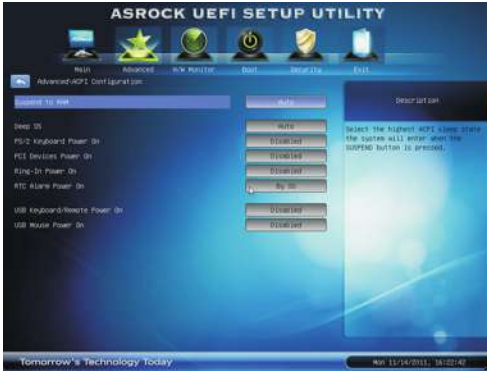 ASROCK UEFI SETUP UTILITY
Main Advanced H/W Monitor Boot Security Exit
Advanced\ACPI Configuration
Suspend to RAM Auto
Description
Deep S5 Auto
PS/2 Keyboard Power On Disabled
PCI Devices Power On Disabled
Ring-In Power On Disabled
RTC Alarm Power On By OS
USB Keyboard/Remote Power On Disabled
USB Mouse Power On Disabled
Select the highest ACPI sleep state
the system will enter when the
SUSPEND button is pressed.
Tomorrow's Technology Today
Mon 11/14/2011, 16:22:42